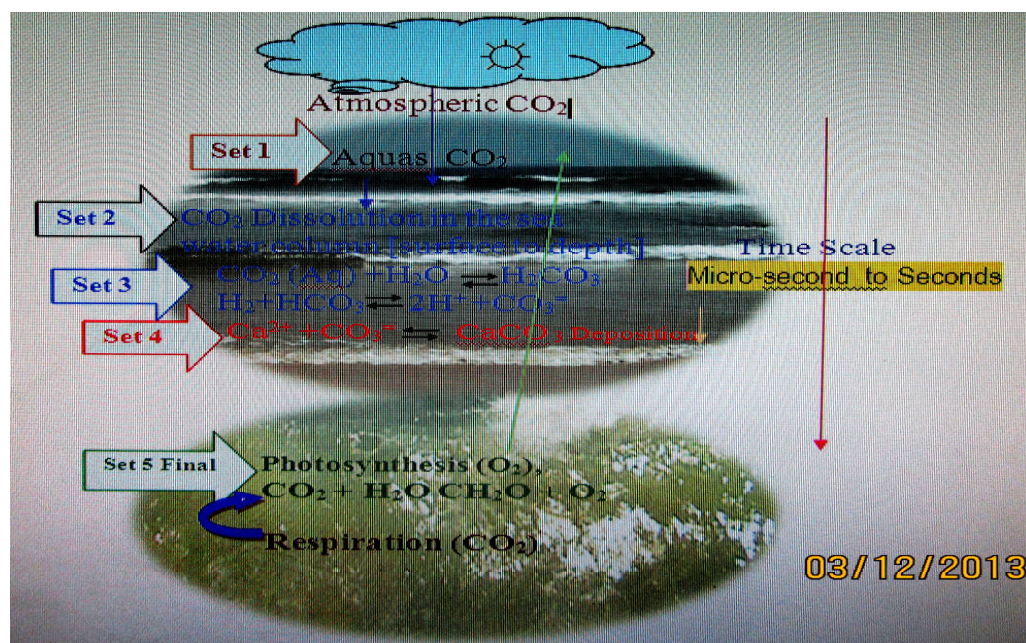 Atmospheric CO₂
Set 1
Aquas CO₂
Set 2
CO₂ Dissolution in the sea
water column [surface to depth]
Time Scale
Micro-second to Seconds
Set 3
CO₂ (Aq) +H₂O ⇌H₂CO₃
H₂+HCO₃⇌2H⁺+CO₃⁻
Set 4
Ca²⁺+CO₃⁻ ⇌ CaCO₃ Deposition
Set 5 Final
Photosynthesis (O₂),
CO₂ + H₂O CH₂O + O₂
Respiration (CO₂)
03/12/2013